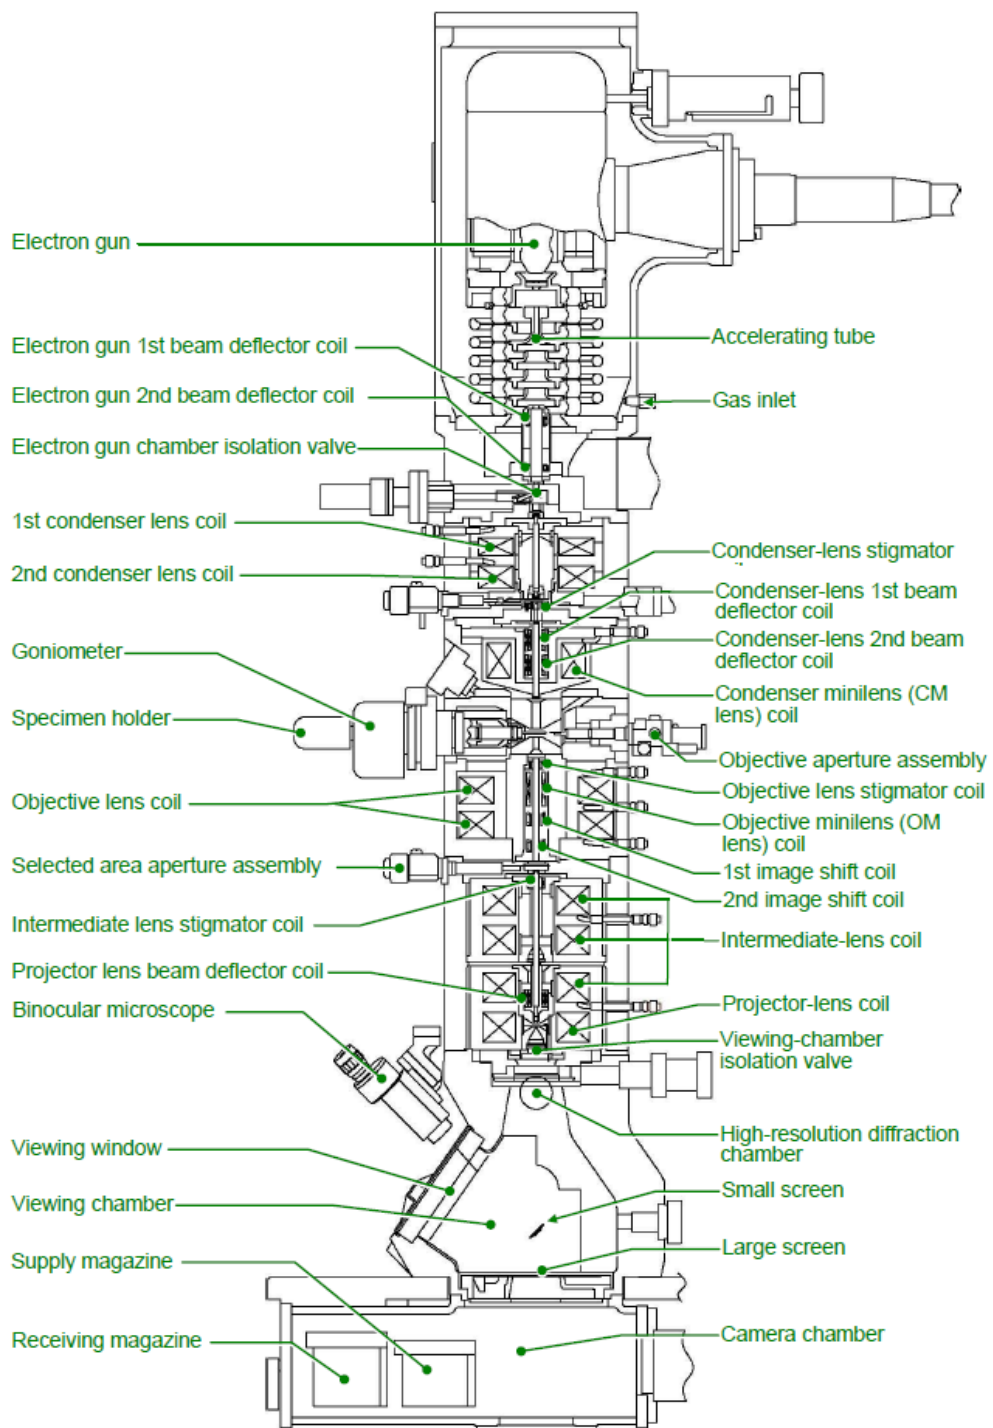 Electron gun
Electron gun 1st beam deflector coil
Electron gun 2nd beam deflector coil
Electron gun chamber isolation valve
1st condenser lens coil
2nd condenser lens coil
Goniometer
Specimen holder
Objective lens coil
Selected area aperture assembly
Intermediate lens stigmator coil
Projector lens beam deflector coil
Binocular microscope
Viewing window
Viewing chamber
Supply magazine
Receiving magazine
Accelerating tube
Gas inlet
Condenser-lens stigmator
Condenser-lens 1st beam
deflector coil
Condenser-lens 2nd beam
deflector coil
Condenser minilens (CM
lens) coil
Objective aperture assembly
Objective lens stigmator coil
Objective minilens (OM
lens) coil
1st image shift coil
2nd image shift coil
Intermediate-lens coil
Projector-lens coil
Viewing-chamber
isolation valve
High-resolution diffraction
chamber
Small screen
Large screen
Camera chamber